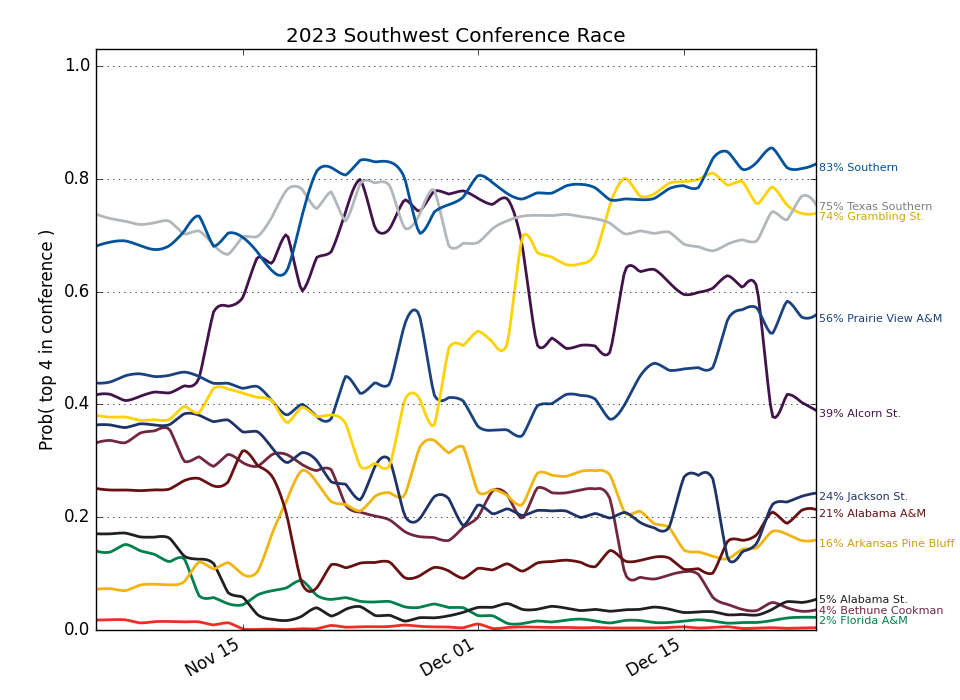 2023 Southwest Conference Race
Prob( top 4 in conference )
1.0
0.8
0.6
0.4
0.2
0.0
Nov 15
Dec 01
Dec 15
83% Southern
75% Texas Southern
74% Grambling St.
56% Prairie View A&M
39% Alcorn St.
24% Jackson St.
21% Alabama A&M
16% Arkansas Pine Bluff
5% Alabama St.
4% Bethune Cookman
2% Florida A&M